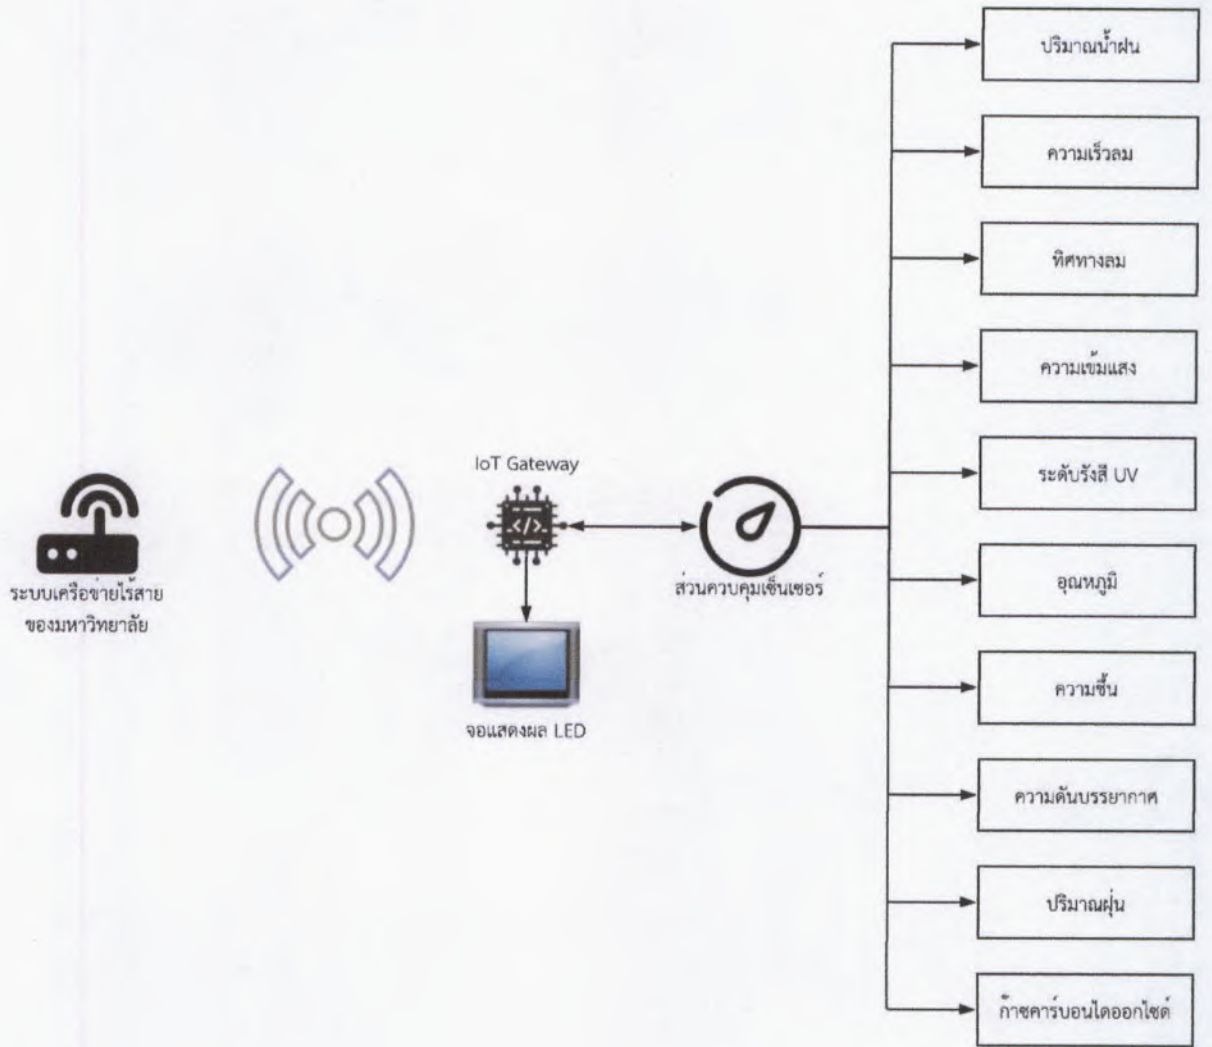 ปริมาณน้ำฝน
ความเร็วลม
ทิศทางลม
ความเข้มแสง
ระดับรังสี UV
IoT Gateway
ระบบเครือข่ายไร้สาย
ของมหาวิทยาลัย
ส่วนควบคุมเซ็นเซอร์
อุณหภูมิ
จอแสดงผล LED
ความชื้น
ความดันบรรยากาศ
ปริมาณฝุ่น
ก๊าซคาร์บอนไดออกไซด์